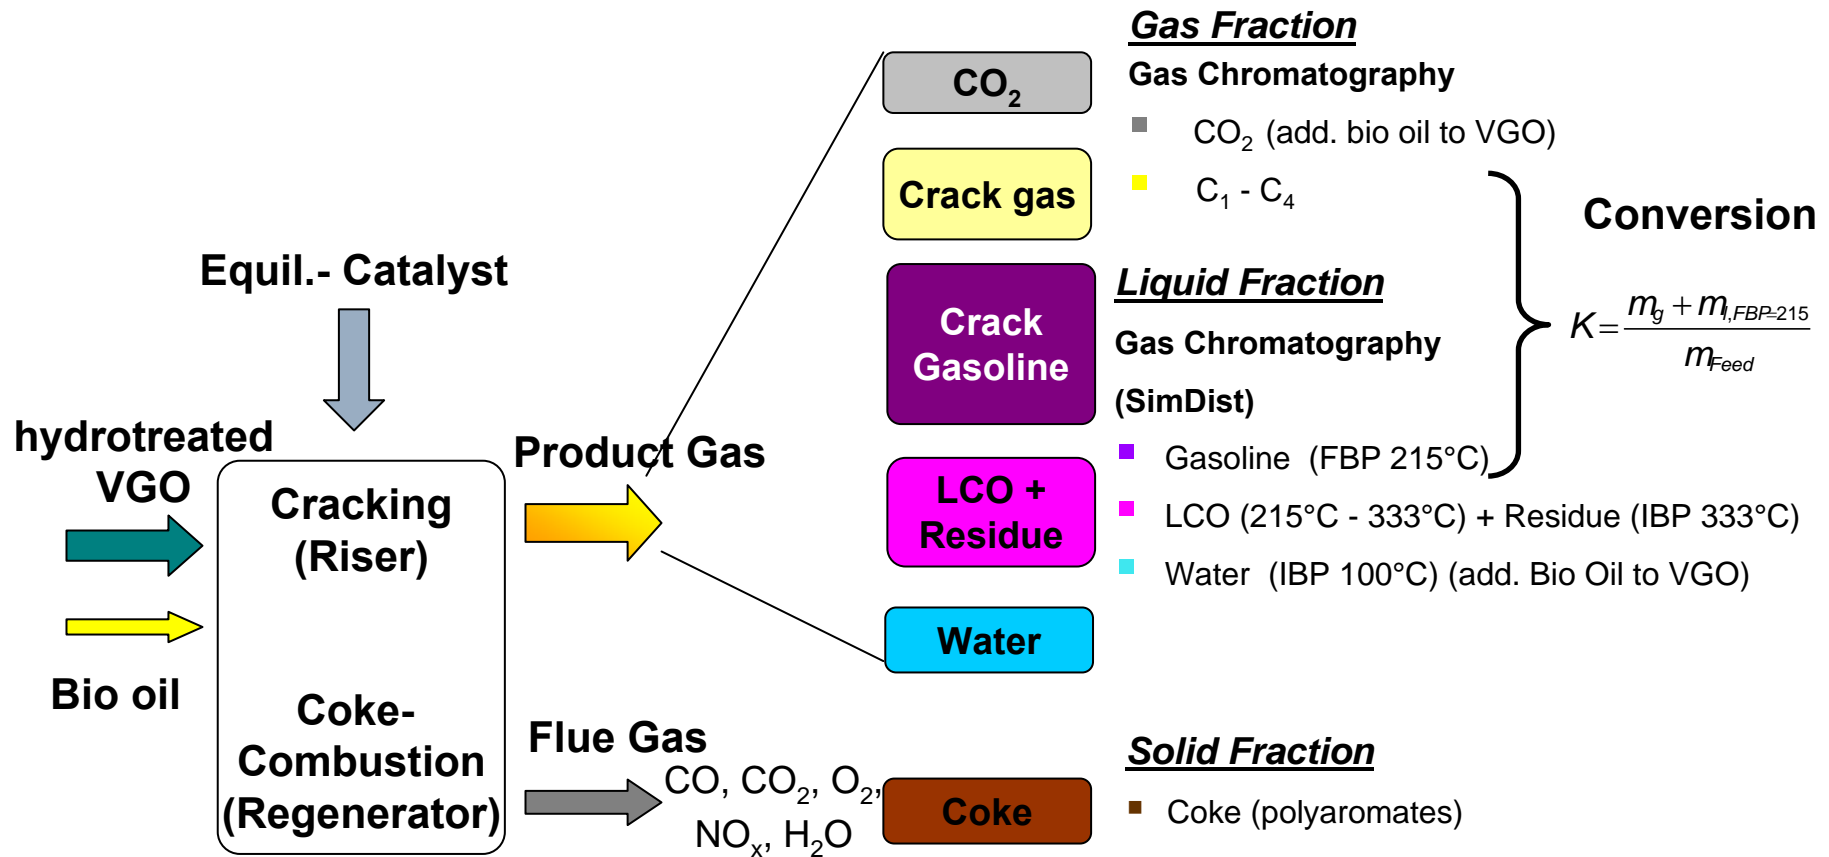 Equil.- Catalyst
hydrotreated
VGO
Bio oil
Cracking
(Riser)
Coke-
Combustion
(Regenerator)
Product Gas
Flue Gas
CO, CO₂, O₂,
NOₓ, H₂O
CO₂
Crack gas
Crack
Gasoline
LCO +
Residue
Water
Coke
Gas Fraction
Gas Chromatography
CO₂ (add. bio oil to VGO)
C₁ - C₄
Liquid Fraction
Gas Chromatography
(SimDist)
Gasoline (FBP 215°C)
LCO (215°C - 333°C) + Residue (IBP 333°C)
Water (IBP 100°C) (add. Bio Oil to VGO)
Solid Fraction
Coke (polyaromates)
Conversion
K = (m_g + m_l,FBP=215) / m_Feed